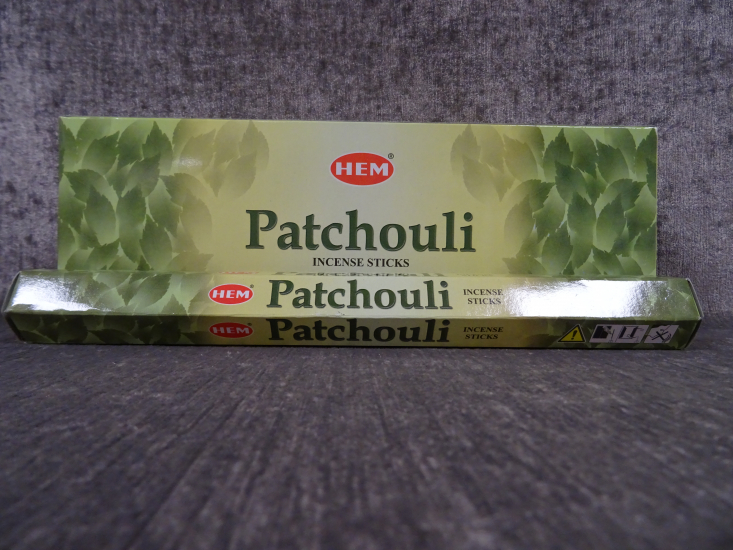 HEM®
Patchouli
INCENSE STICKS
HEM Patchouli INCENSE
STICKS
HEM Patchouli INCENSE
STICKS